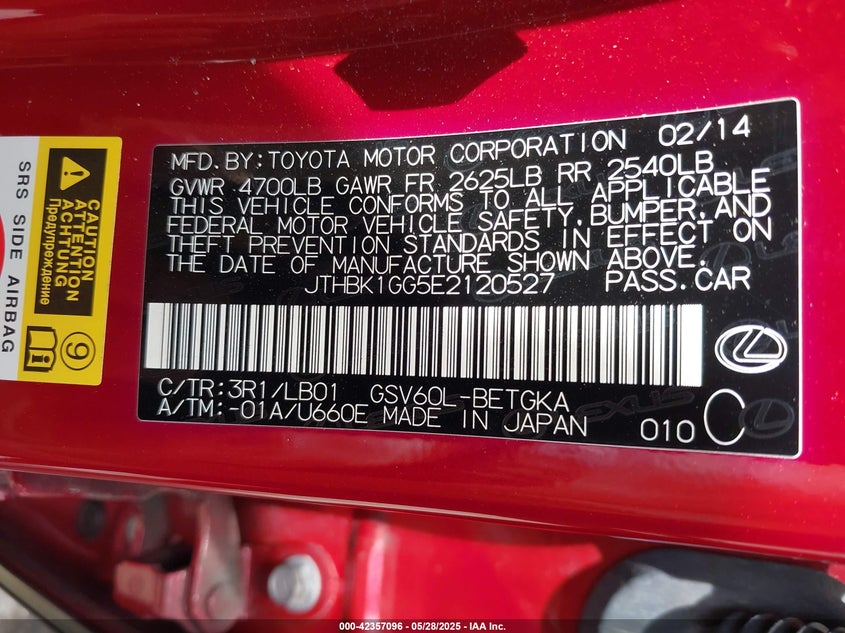 SRS SIDE AIRBAG
CAUTION
ATTENTION
ACHTUNG
Предупреждение
9
MFD. BY: TOYOTA MOTOR CORPORATION 02/14
GVWR 4700LB GAWR FR 2625LB RR 2540LB
THIS VEHICLE CONFORMS TO ALL APPLICABLE
FEDERAL MOTOR VEHICLE SAFETY, BUMPER, AND
THEFT PREVENTION STANDARDS IN EFFECT ON
THE DATE OF MANUFACTURE SHOWN ABOVE.
JTHBK1GG5E2120527 PASS. CAR
C/TR: 3R1/LB01 GSV60L-BETGKA
A/TM: -01A/U660E MADE IN JAPAN 010 C
000-42357096 — 05/28/2025 — IAA Inc.